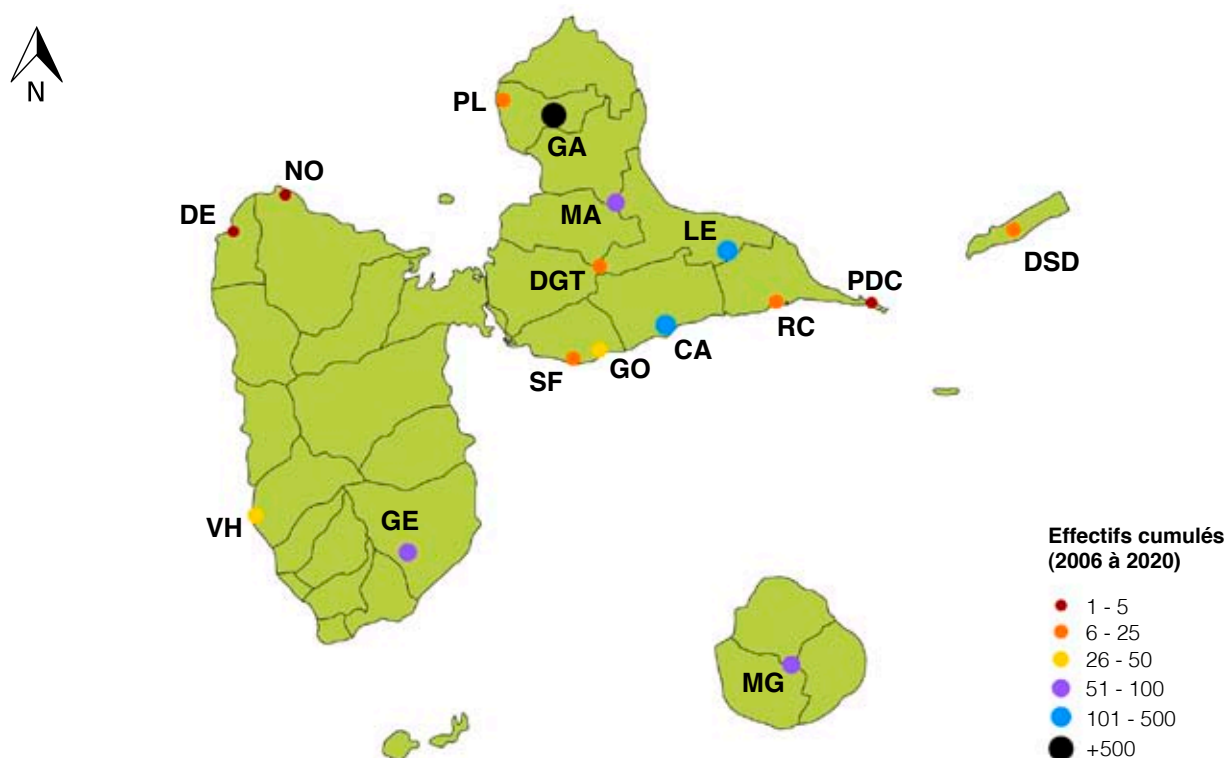 N
PL
GA
NO
DE
MA
LE
DSD
DGT
PDC
RC
CA
GO
SF
VH
GE
MG
Effectifs cumulés
(2006 à 2020)
1 - 5
6 - 25
26 - 50
51 - 100
101 - 500
+500